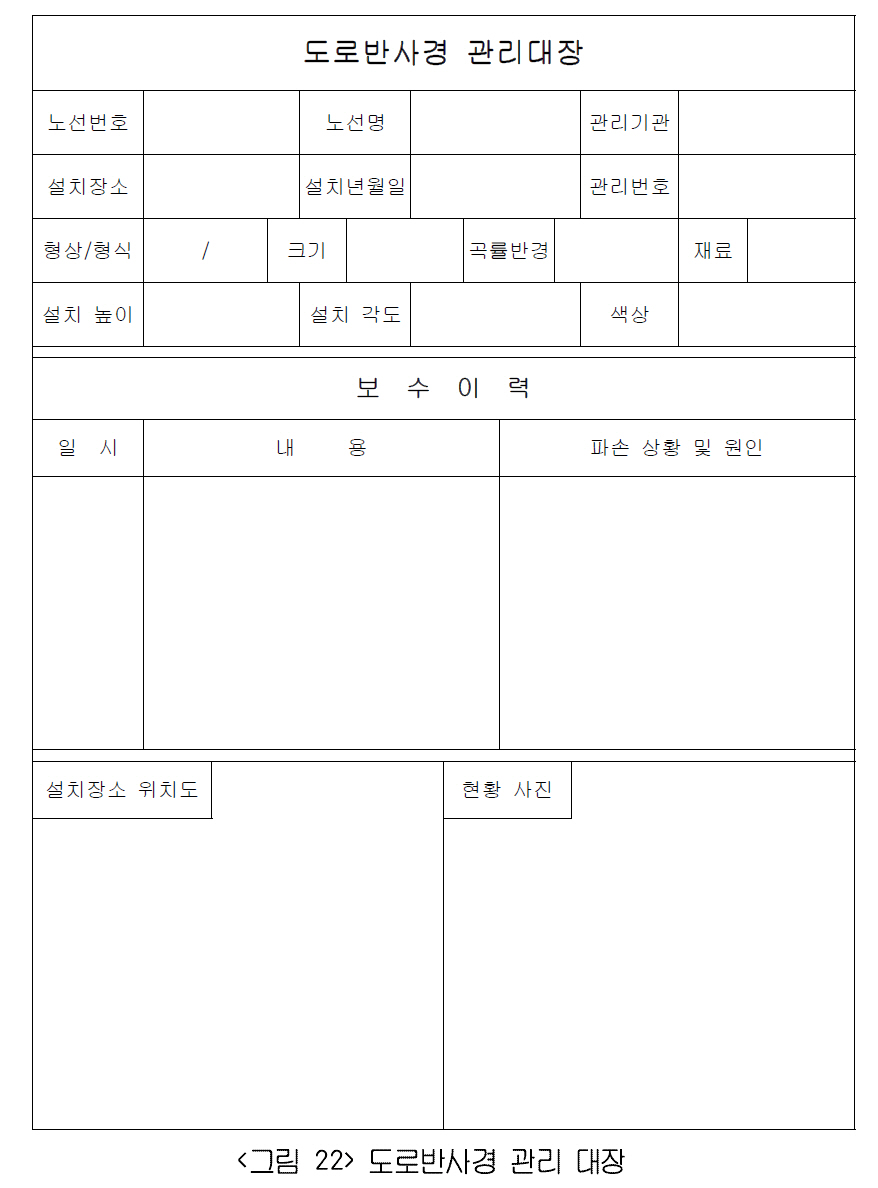 도로반사경 관리대장
노선번호 노선명 관리기관
설치장소 설치년월일 관리번호
형상/형식 / 크기 곡률반경 재료
설치 높이 설치 각도 색상
보 수 이 력
일 시 내 용 파손 상황 및 원인
설치장소 위치도 현황 사진
<그림 22> 도로반사경 관리 대장